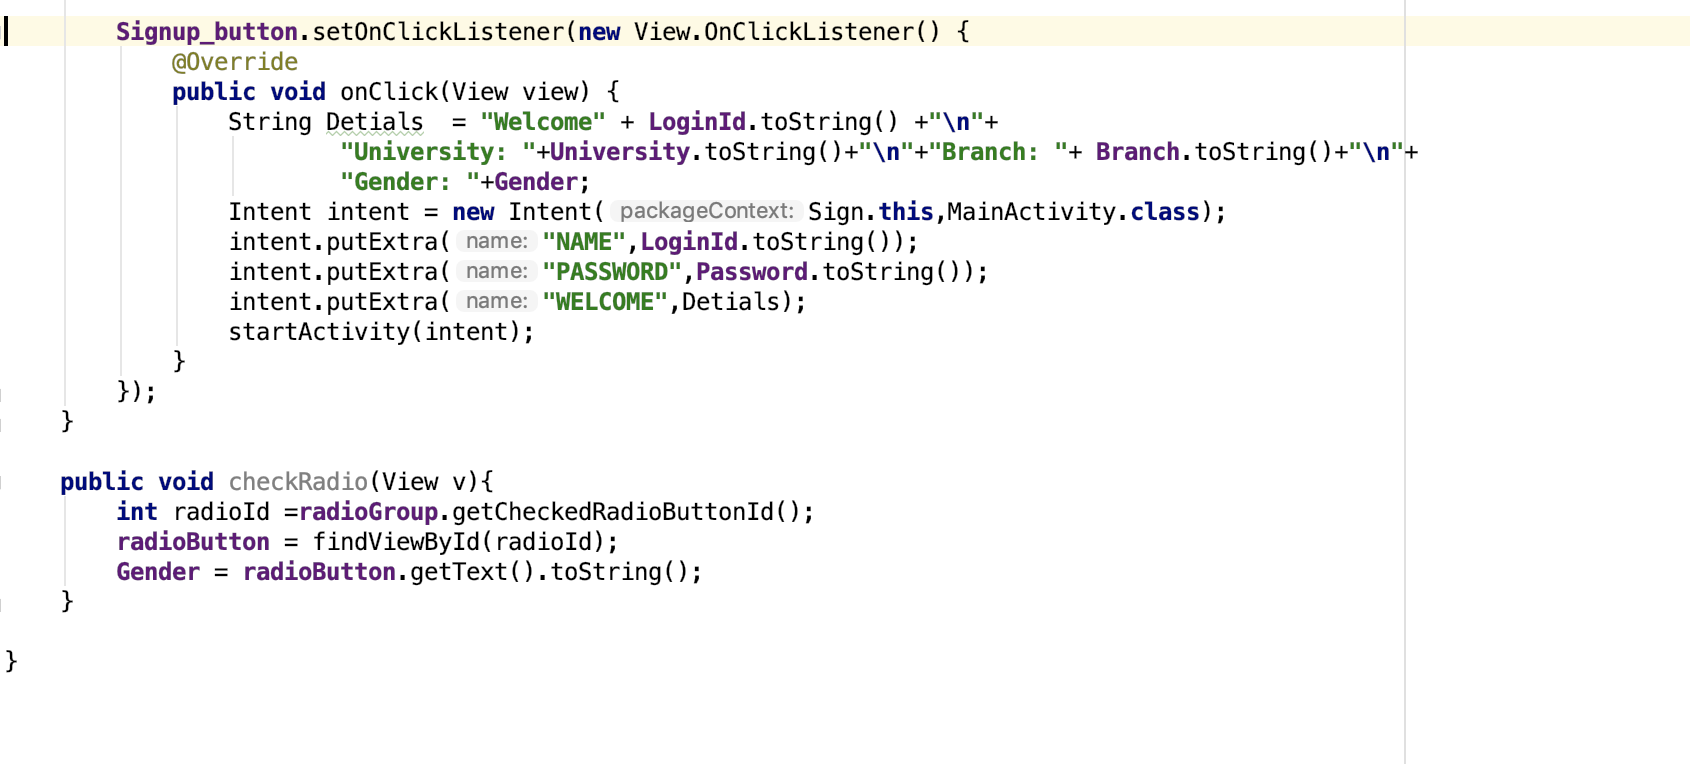 Signup_button.setOnClickListener(new View.OnClickListener() {
@Override
public void onClick(View view) {
String Detials  = "Welcome" + LoginId.toString() +"\n"+
"University: "+University.toString()+"\n"+"Branch: "+ Branch.toString()+"\n"+
"Gender: "+Gender;
Intent intent = new Intent( packageContext: Sign.this,MainActivity.class);
intent.putExtra( name: "NAME",LoginId.toString());
intent.putExtra( name: "PASSWORD",Password.toString());
intent.putExtra( name: "WELCOME",Detials);
startActivity(intent);
}
});
}
public void checkRadio(View v){
int radioId =radioGroup.getCheckedRadioButtonId();
radioButton = findViewById(radioId);
Gender = radioButton.getText().toString();
}
}